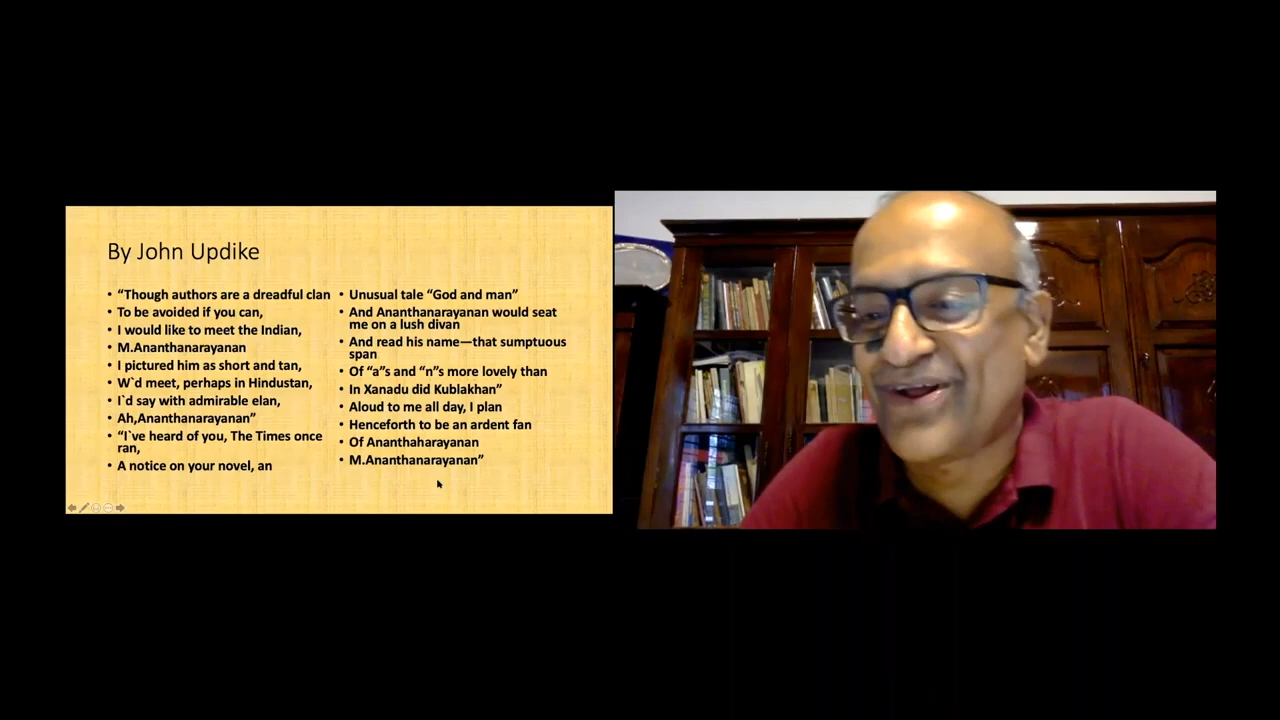 By John Updike
• “Though authors are a dreadful clan
• To be avoided if you can,
• I would like to meet the Indian,
• M.Ananthanarayanan
• I pictured him as short and tan,
• W`d meet, perhaps in Hindustan,
• I`d say with admirable elan,
• Ah,Ananthanarayanan”
• “I`ve heard of you, The Times once
ran,
• A notice on your novel, an
• Unusual tale “God and man”
• And Ananthanarayanan would seat
me on a lush divan
• And read his name—that sumptuous
span
• Of “a”s and “n”s more lovely than
• In Xanadu did Kublakhan”
• Aloud to me all day, I plan
• Henceforth to be an ardent fan
• Of Ananthaharayanan
• M.Ananthanarayanan”